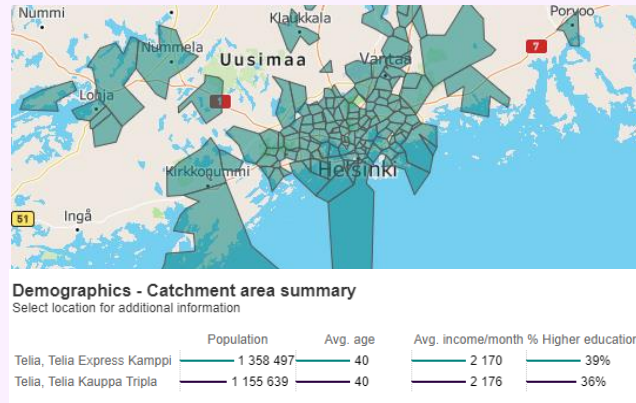 Nummi
Klaukkala
Porvoo
Nummela
Vantaa
7
Uusimaa
Lohja
1
Kirkkonummi
Helsinki
51
Ingå
Demographics - Catchment area summary
Select location for additional information
Population Avg. age Avg. income/month % Higher education
Telia, Telia Express Kamppi 1 358 497 40 2 170 39%
Telia, Telia Kauppa Tripla 1 155 639 40 2 176 36%